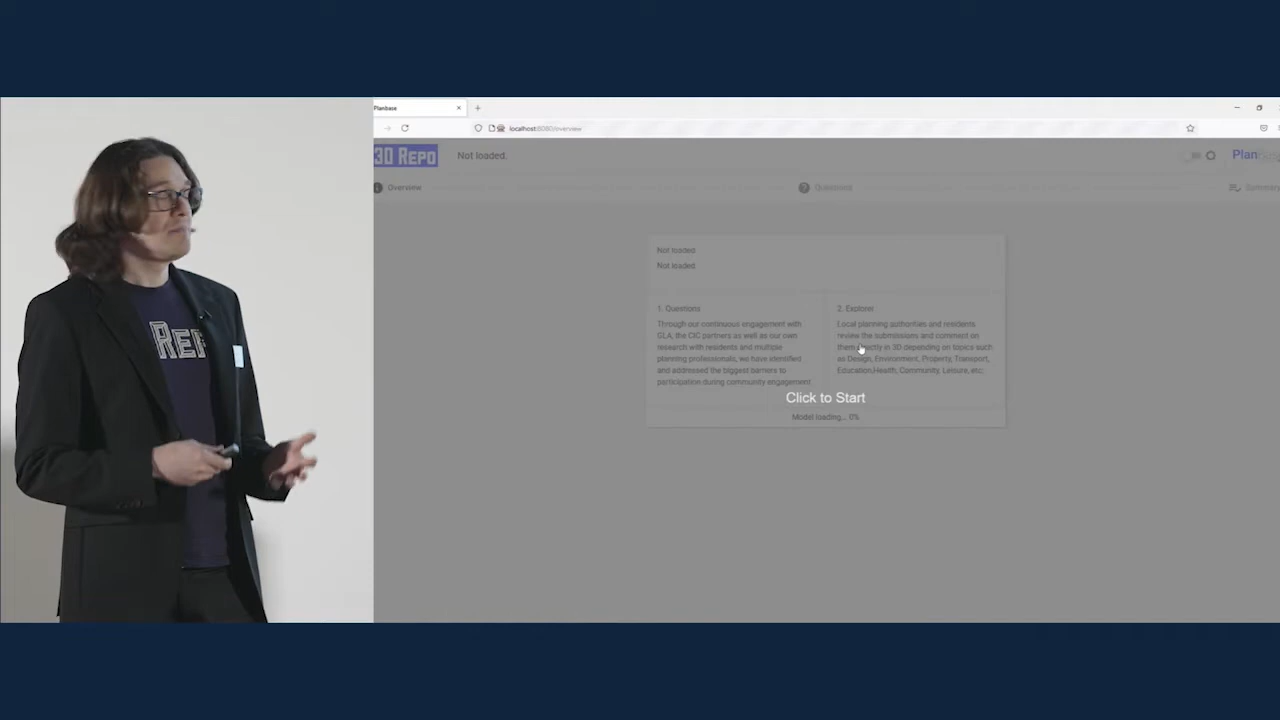 Planbase
localhost:8080/overview
3D REPO
Not loaded.
Plan
Overview
Questions
Summary
Not loaded
Not loaded
1. Questions
Through our continuous engagement with
GLA, the CIC partners as well as our own
research with residents and multiple
planning professionals, we have identified
and addressed the biggest barriers to
participation during community engagement
2. Explorer
Local planning authorities and residents
review the submissions and comment on
them directly in 3D depending on topics such
as Design, Environment, Property, Transport,
Education,Health, Community, Leisure, etc.
Click to Start
Model loading... 0%
REP